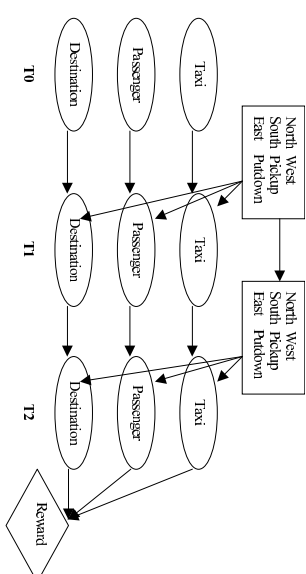 North West
South Pickup
East Putdown
North West
South Pickup
East Putdown
Taxi
Taxi
Taxi
Passenger
Passenger
Passenger
Destination
Destination
Destination
Reward
T0
T1
T2